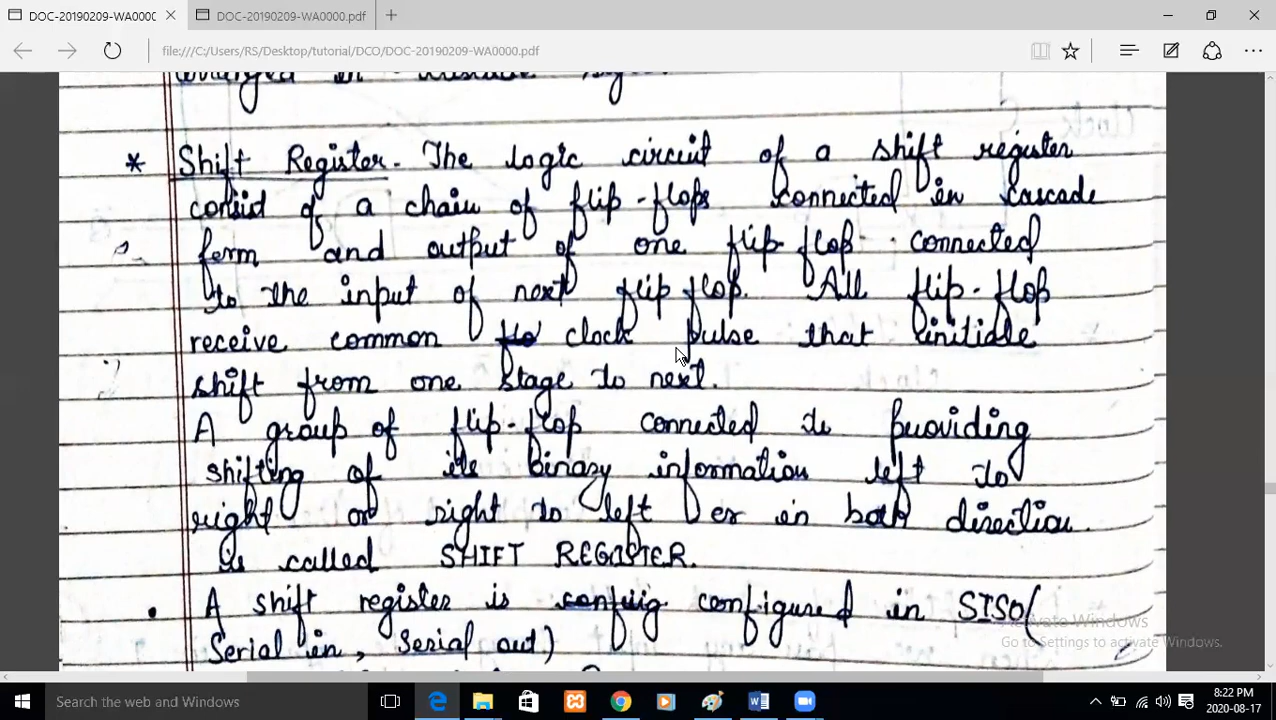 DOC-20190209-WA0000.
DOC-20190209-WA0000.pdf
file:///C:/Users/RS/Desktop/tutorial/DCO/DOC-20190209-WA0000.pdf
arranged in
* Shift Register - The logic circuit of a shift register
consist of a chain of flip-flops connected in cascade
form and output of one flip flop connected
to the input of next flip flop. All flip-flop
receive common clock pulse that initiate
shift from one stage to next.
A group of flip-flop connected to providing
shifting of its binary information left to
right or right to left or in both direction
is called SHIFT REGISTER.
• A shift register is config configured in SISO(
Serial in, Serial out)
Activate Windows
Go to Settings to activate Windows.
Search the web and Windows
8:22 PM
2020-08-17